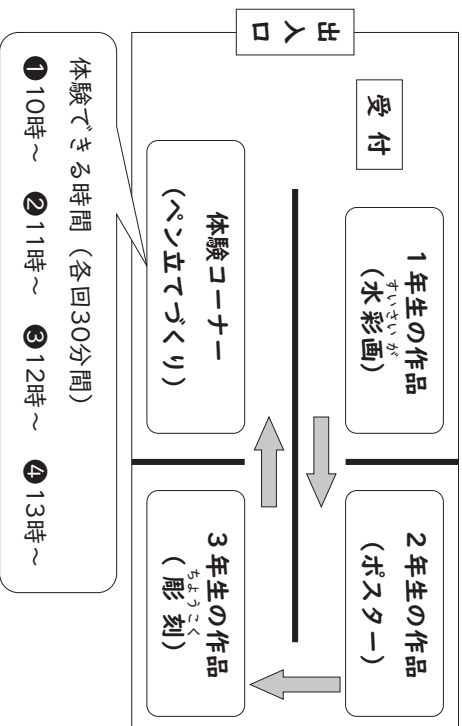 出入口
受付
1年生の作品
すいさいが
(水彩画)
2年生の作品
(ポスター)
体験コーナー
(ペン立てづくり)
3年生の作品
ちょうこく
(彫刻)
体験できる時間(各回30分間)
❶10時~ ❷11時~ ❸12時~ ❹13時~